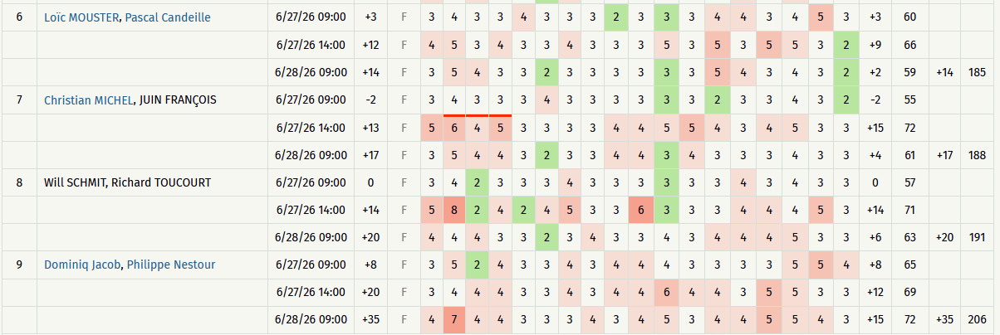 6 Loïc MOUSTER, Pascal Candeille 6/27/26 09:00 +3 F 3 4 3 3 4 3 3 3 2 3 3 3 4 4 3 4 5 3 +3 60
6/27/26 14:00 +12 F 4 5 3 4 3 3 4 3 3 3 5 3 5 3 5 5 3 2 +9 66
6/28/26 09:00 +14 F 3 5 4 3 3 2 3 3 3 3 3 3 5 4 3 4 3 2 +2 59 +14 185
7 Christian MICHEL, JUIN FRANÇOIS 6/27/26 09:00 -2 F 3 4 3 3 3 4 3 3 3 3 3 3 2 3 3 4 3 2 -2 55
6/27/26 14:00 +13 F 5 6 4 5 3 3 3 3 4 4 5 5 4 3 4 5 3 3 +15 72
6/28/26 09:00 +17 F 3 5 4 4 3 2 3 3 4 4 3 4 3 3 3 4 3 3 +4 61 +17 188
8 Will SCHMIT, Richard TOUCOURT 6/27/26 09:00 0 F 3 4 2 3 3 3 4 3 3 3 3 3 3 4 3 4 3 3 0 57
6/27/26 14:00 +14 F 5 8 2 4 2 4 5 3 3 6 3 3 3 4 4 4 5 3 +14 71
6/28/26 09:00 +20 F 4 4 4 3 3 2 3 4 3 3 4 3 4 4 4 5 3 3 +6 63 +20 191
9 Dominiq Jacob, Philippe Nestour 6/27/26 09:00 +8 F 3 5 2 4 3 3 4 3 4 4 4 3 3 3 3 5 5 4 +8 65
6/27/26 14:00 +20 F 3 4 4 4 3 3 4 3 4 4 6 4 4 3 5 5 3 3 +12 69
6/28/26 09:00 +35 F 4 7 4 4 3 3 3 4 3 4 5 3 4 4 5 5 4 3 +15 72 +35 206